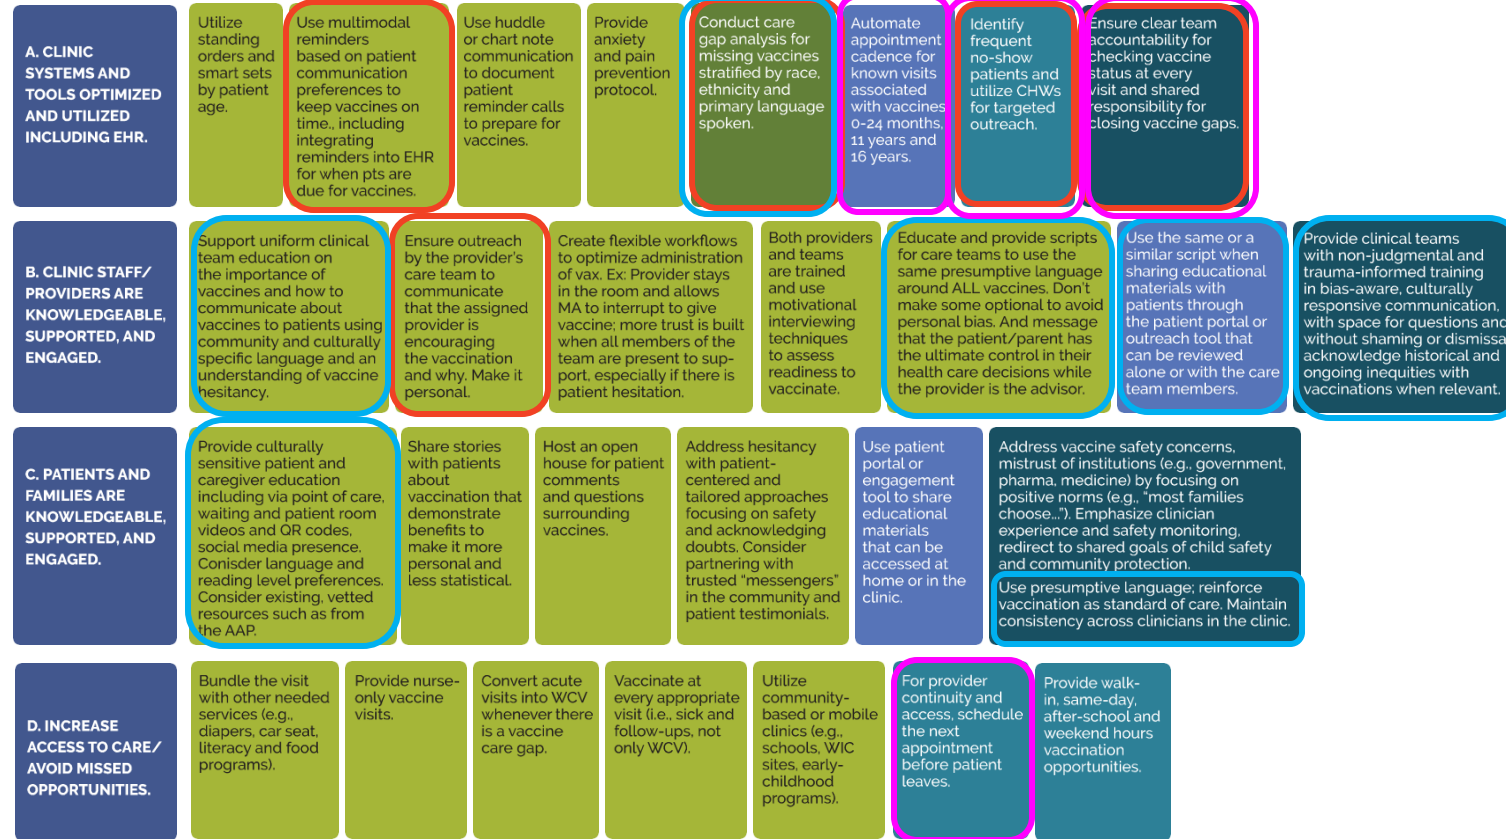 A. CLINIC
SYSTEMS AND
TOOLS OPTIMIZED
AND UTILIZED
INCLUDING EHR.
Utilize
standing
orders and
smart sets
by patient
age.
Use multimodal
reminders
based on patient
communication
preferences to
keep vaccines on
time., including
integrating
reminders into EHR
for when pts are
due for vaccines.
Use huddle
or chart note
communication
to document
patient
reminder calls
to prepare for
vaccines.
Provide
anxiety
and pain
prevention
protocol.
Conduct care
gap analysis for
missing vaccines
stratified by race,
ethnicity and
primary language
spoken.
Automate
appointment
cadence for
known visits
associated
with vaccines
0-24 months,
11 years and
16 years.
Identify
frequent
no-show
patients and
utilize CHWs
for targeted
outreach.
Ensure clear team
accountability for
checking vaccine
status at every
visit and shared
responsibility for
closing vaccine gaps.
B. CLINIC STAFF/
PROVIDERS ARE
KNOWLEDGEABLE,
SUPPORTED, AND
ENGAGED.
Support uniform clinical
team education on
the importance of
vaccines and how to
communicate about
vaccines to patients using
community and culturally
specific language and an
understanding of vaccine
hesitancy.
Ensure outreach
by the provider's
care team to
communicate
that the assigned
provider is
encouraging
the vaccination
and why. Make it
personal.
Create flexible workflows
to optimize administration
of vax. Ex: Provider stays
in the room and allows
MA to interrupt to give
vaccine; more trust is built
when all members of the
team are present to sup-
port, especially if there is
patient hesitation.
Both providers
and teams
are trained
and use
motivational
interviewing
techniques
to assess
readiness to
vaccinate.
Educate and provide scripts
for care teams to use the
same presumptive language
around ALL vaccines. Don't
make some optional to avoid
personal bias. And message
that the patient/parent has
the ultimate control in their
health care decisions while
the provider is the advisor.
Use the same or a
similar script when
sharing educational
materials with
patients through
the patient portal or
outreach tool that
can be reviewed
alone or with the care
team members.
Provide clinical teams
with non-judgmental and
trauma-informed training
in bias-aware, culturally
responsive communication,
with space for questions and
without shaming or dismissa
acknowledge historical and
ongoing inequities with
vaccinations when relevant.
C. PATIENTS AND
FAMILIES ARE
KNOWLEDGEABLE,
SUPPORTED, AND
ENGAGED.
Provide culturally
sensitive patient and
caregiver education
including via point of care,
waiting and patient room
videos and QR codes,
social media presence.
Conisder language and
reading level preferences.
Consider existing, vetted
resources such as from
the AAP.
Share stories
with patients
about
vaccination that
demonstrate
benefits to
make it more
personal and
less statistical.
Host an open
house for patient
comments
and questions
surrounding
vaccines.
Address hesitancy
with patient-
centered and
tailored approaches
focusing on safety
and acknowledging
doubts. Consider
partnering with
trusted "messengers"
in the community and
patient testimonials.
Use patient
portal or
engagement
tool to share
educational
materials
that can be
accessed at
home or in the
clinic.
Address vaccine safety concerns,
mistrust of institutions (e.g., government,
pharma, medicine) by focusing on
positive norms (e.g., "most families
choose..."). Emphasize clinician
experience and safety monitoring,
redirect to shared goals of child safety
and community protection.
Use presumptive language; reinforce
vaccination as standard of care. Maintain
consistency across clinicians in the clinic.
D. INCREASE
ACCESS TO CARE/
AVOID MISSED
OPPORTUNITIES.
Bundle the visit
with other needed
services (e.g.,
diapers, car seat,
literacy and food
programs).
Provide nurse-
only vaccine
visits.
Convert acute
visits into WCV
whenever there
is a vaccine
care gap.
Vaccinate at
every appropriate
visit (i.e., sick and
follow-ups, not
only WCV).
Utilize
community-
based or mobile
clinics (e.g.,
schools, WIC
sites, early-
childhood
programs).
For provider
continuity and
access, schedule
the next
appointment
before patient
leaves.
Provide walk-
in, same-day,
after-school and
weekend hours
vaccination
opportunities.